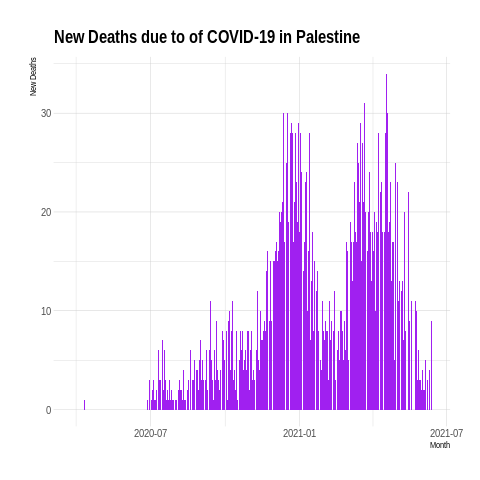 New Deaths due to of COVID-19 in Palestine
New Deaths
30
20
10
0
2020-07 2021-01 2021-07
Month